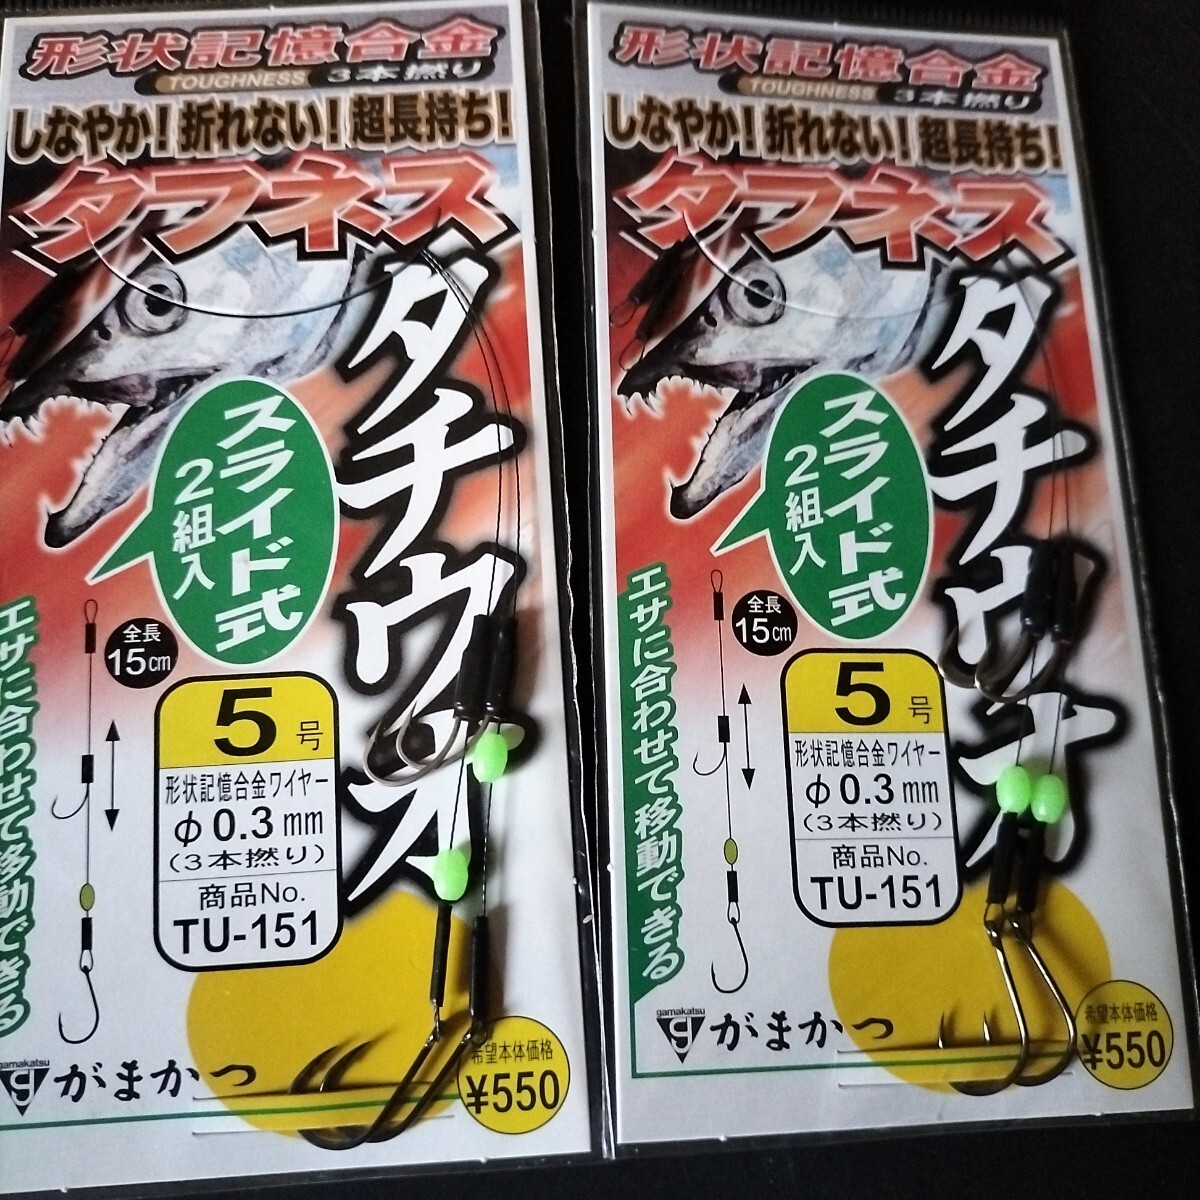 形状記憶合金
TOUGHNESS 3本撚り
しなやか!折れない!超長持ち!
タフネス
タチウオ
スライド式
2組入
エサに合わせて移動できる
全長
15cm
5号
形状記憶合金ワイヤー
φ0.3mm
(3本撚り)
商品No.
TU-151
gamakatsu
g がまかつ
希望本体価格
¥550
形状記憶合金
TOUGHNESS 3本撚り
しなやか!折れない!超長持ち!
タフネス
タチウオ
スライド式
2組入
エサに合わせて移動できる
全長
15cm
5号
形状記憶合金ワイヤー
φ0.3mm
(3本撚り)
商品No.
TU-151
gamakatsu
g がまかつ
希望本体価格
¥550